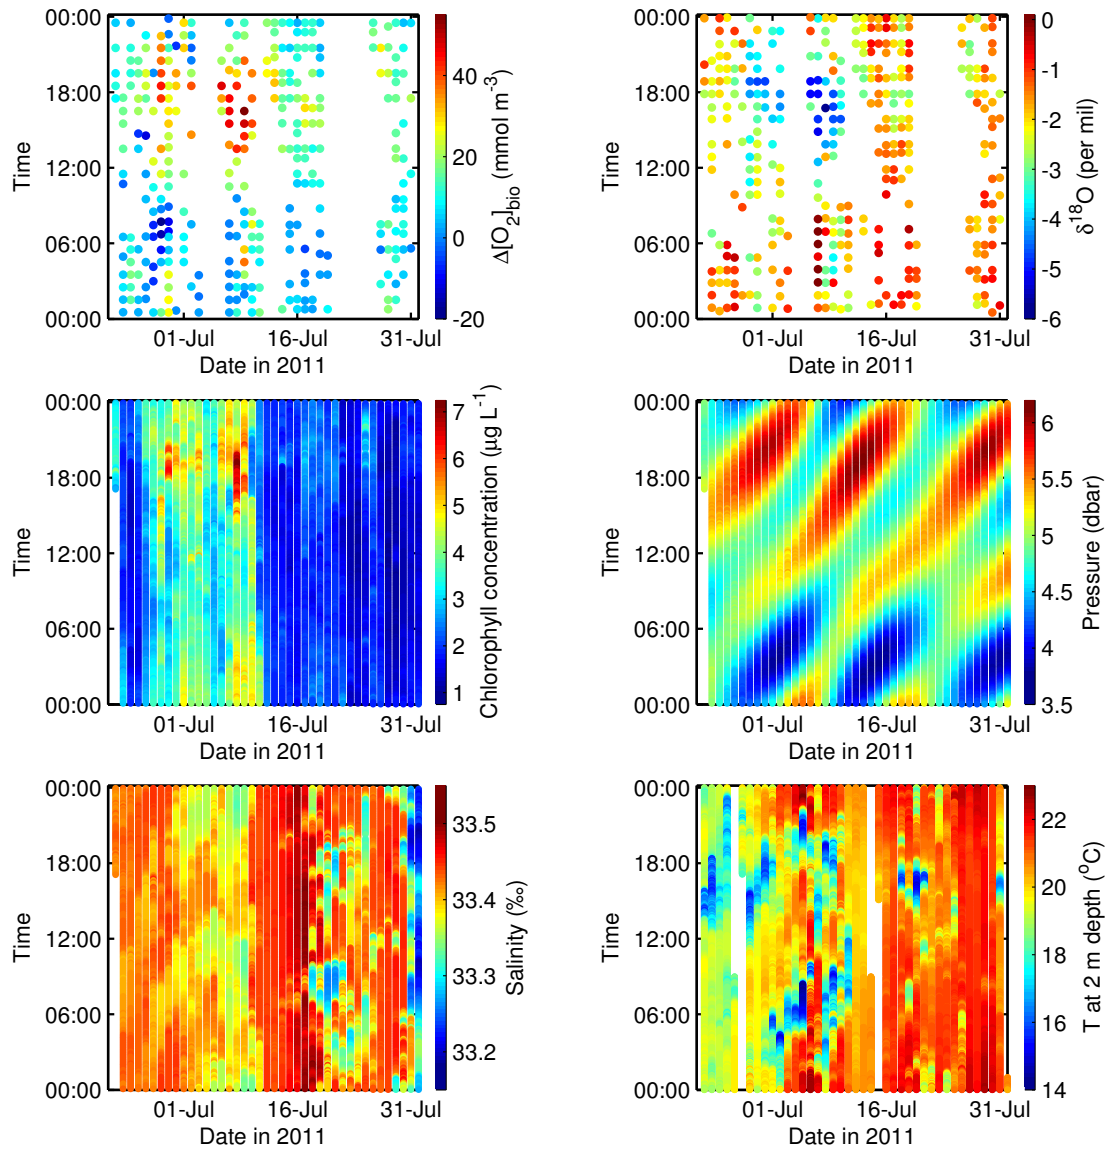 00:00
18:00
12:00
06:00
00:00
Time
01-Jul 16-Jul 31-Jul
Date in 2011
40
20
0
-20
Δ[O₂]bio (mmol m⁻³)
00:00
18:00
12:00
06:00
00:00
Time
01-Jul 16-Jul 31-Jul
Date in 2011
0
-1
-2
-3
-4
-5
-6
δ¹⁸O (per mil)
00:00
18:00
12:00
06:00
00:00
Time
01-Jul 16-Jul 31-Jul
Date in 2011
7
6
5
4
3
2
1
Chlorophyll concentration (μg L⁻¹)
00:00
18:00
12:00
06:00
00:00
Time
01-Jul 16-Jul 31-Jul
Date in 2011
6
5.5
5
4.5
4
3.5
Pressure (dbar)
00:00
18:00
12:00
06:00
00:00
Time
01-Jul 16-Jul 31-Jul
Date in 2011
33.5
33.4
33.3
33.2
Salinity (‰)
00:00
18:00
12:00
06:00
00:00
Time
01-Jul 16-Jul 31-Jul
Date in 2011
22
20
18
16
14
T at 2 m depth (°C)